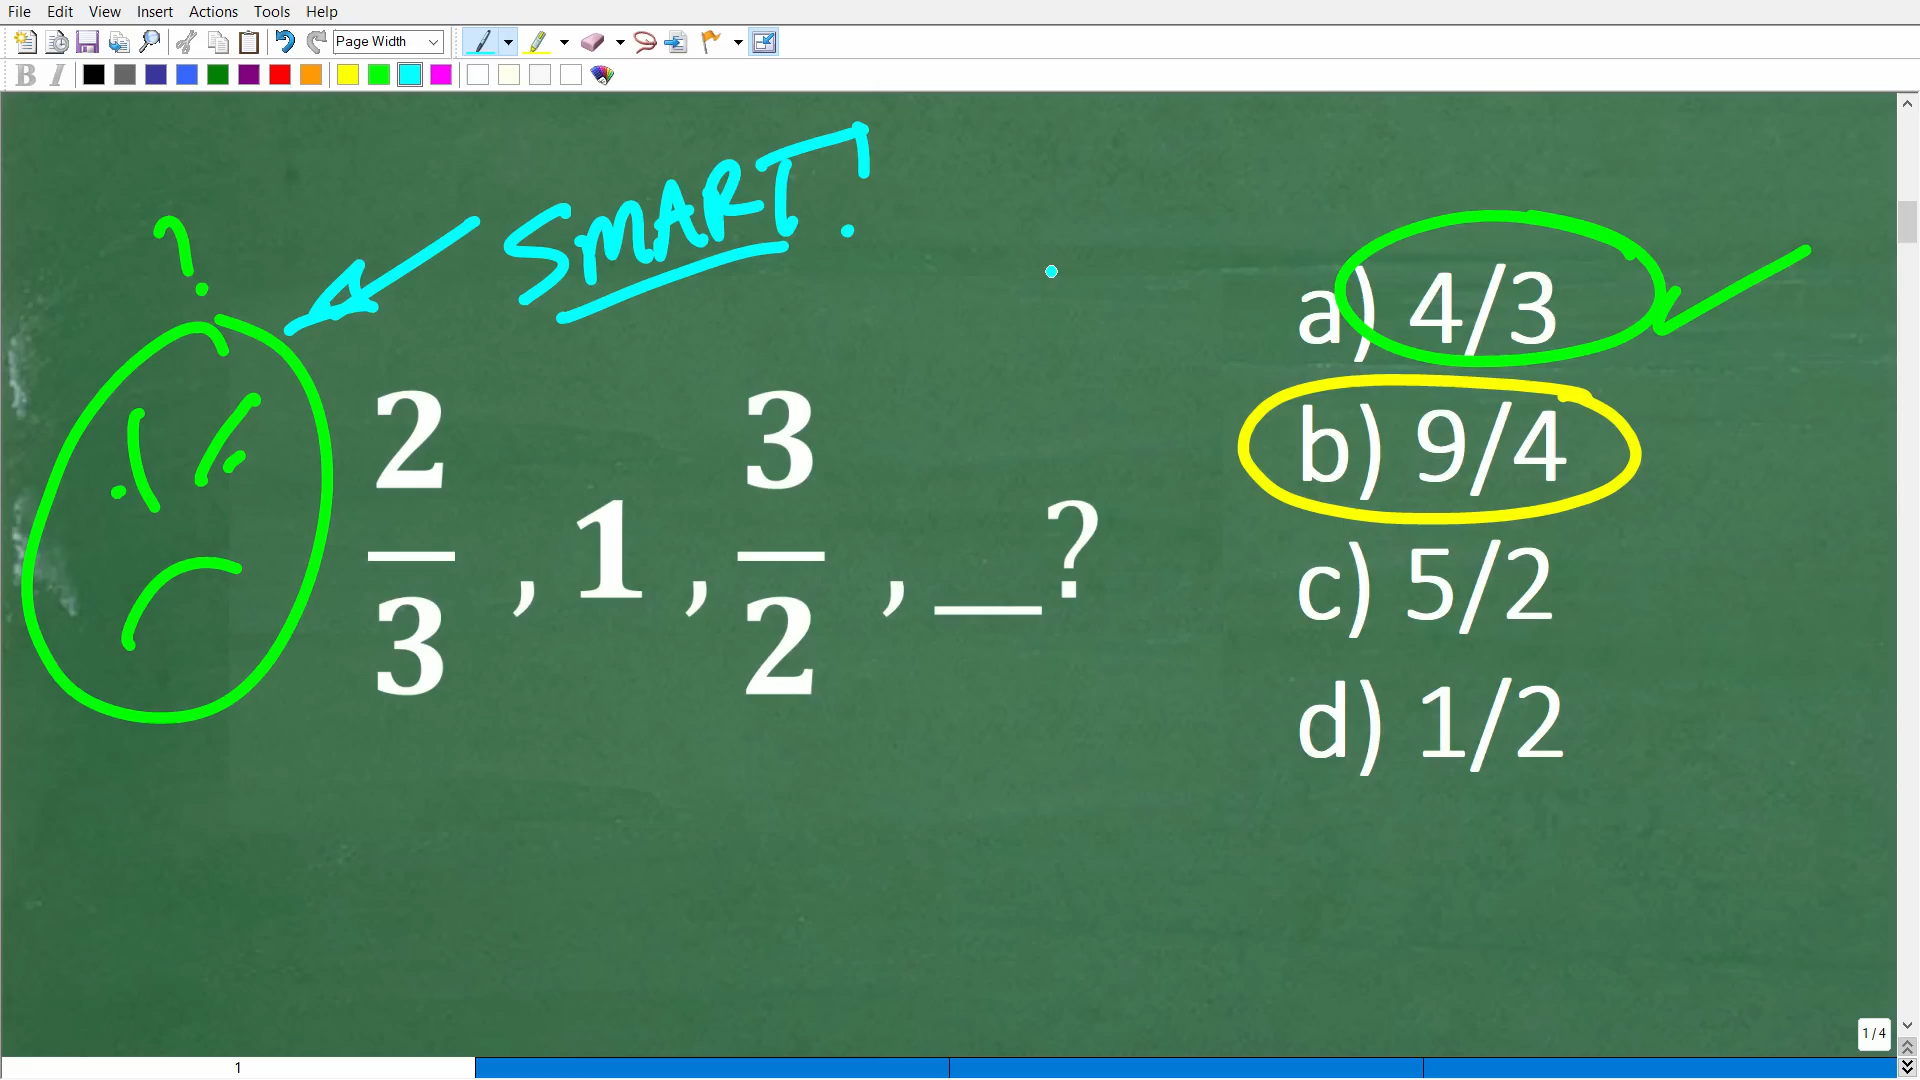 File Edit View Insert Actions Tools Help
Page Width
B I
?
SMART!
2/3 , 1 , 3/2 , __?
a) 4/3
b) 9/4
c) 5/2
d) 1/2
1 / 4
1